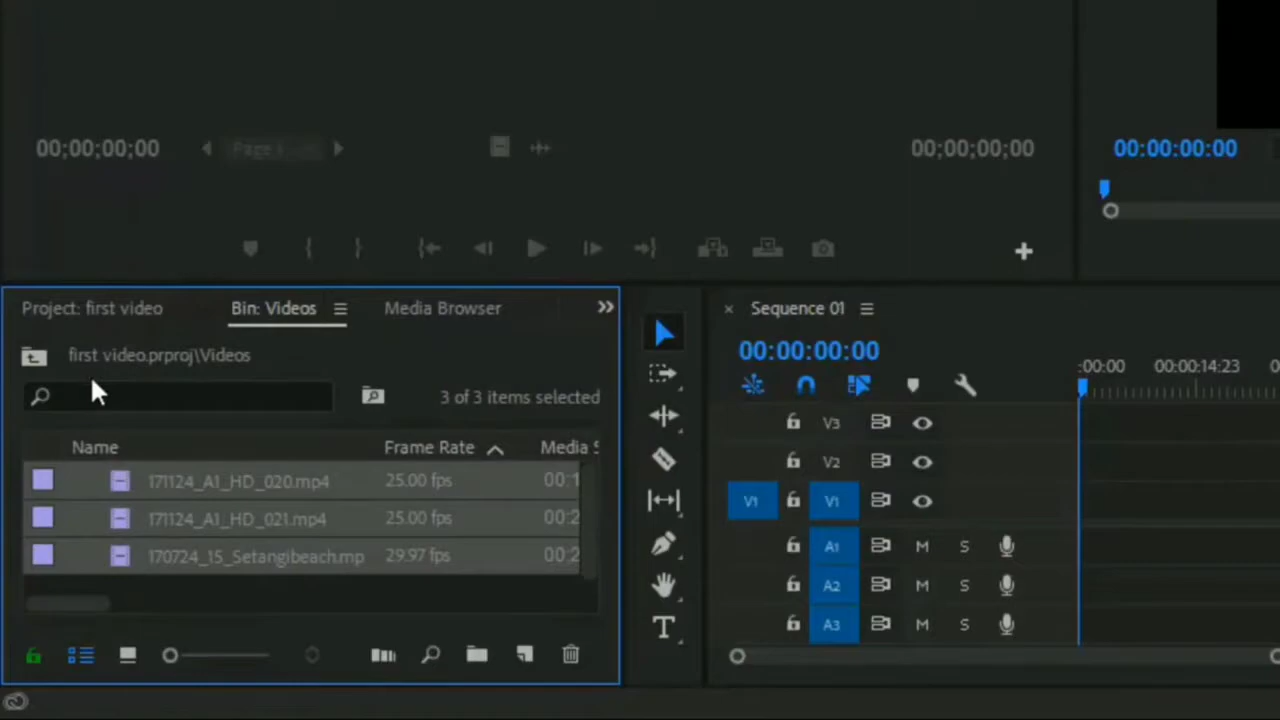 00;00;00;00
00;00;00;00
00:00:00:00
Project: first video
Bin: Videos
Media Browser
first video.prproj\Videos
3 of 3 items selected
Name
Frame Rate
Media S
171124_A1_HD_020.mp4
25.00 fps
00:1
171124_A1_HD_021.mp4
25.00 fps
00:2
170724_15_Setangibeach.mp
29.97 fps
00:2
T
Sequence 01
00:00:00:00
:00:00
00:00:14:23
0
V3
V2
V1
V1
A1
M
S
A2
M
S
A3
M
S